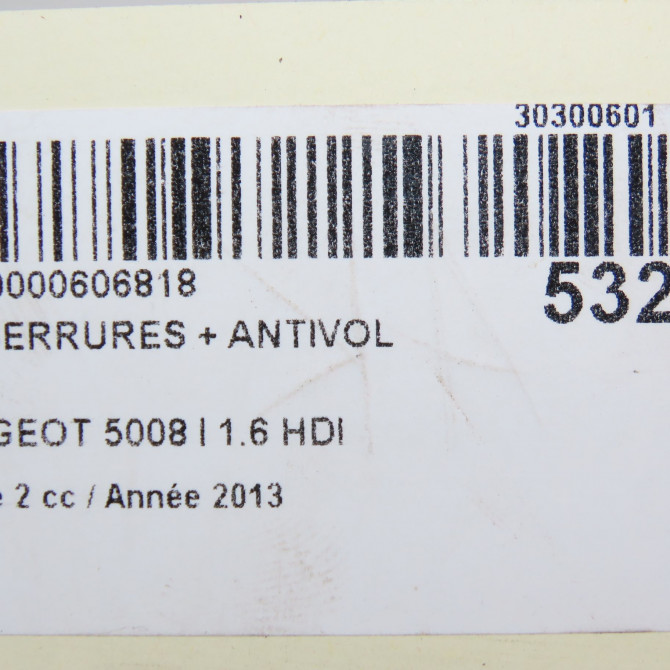 30300601
0000606818
532
ERRURES + ANTIVOL
GEOT 5008 I 1.6 HDI
e 2 cc / Année 2013